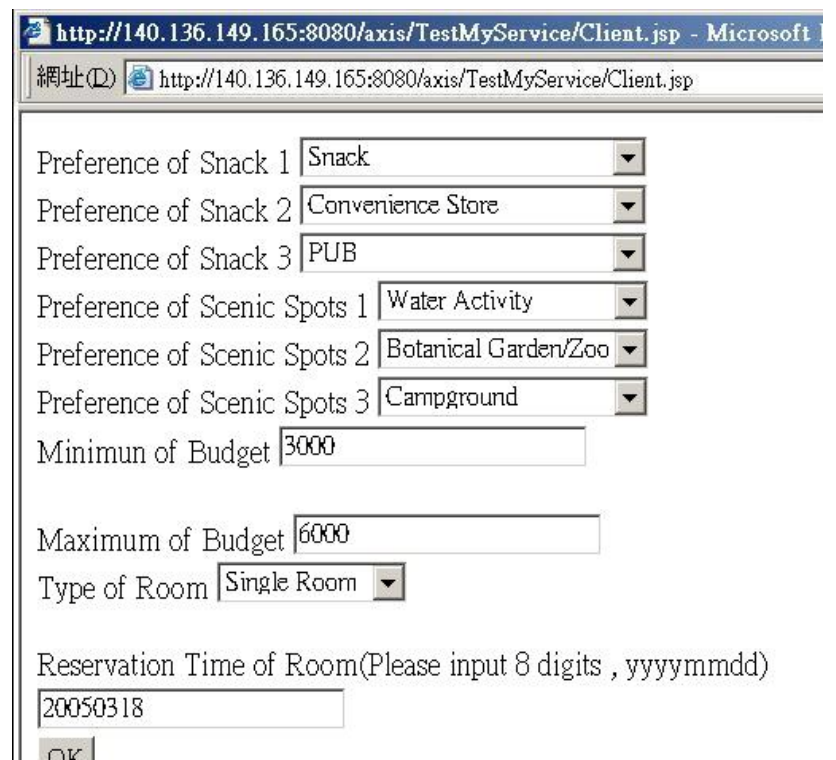 http://140.136.149.165:8080/axis/TestMyService/Client.jsp - Microsoft
網址(D) http://140.136.149.165:8080/axis/TestMyService/Client.jsp
Preference of Snack 1 Snack
Preference of Snack 2 Convenience Store
Preference of Snack 3 PUB
Preference of Scenic Spots 1 Water Activity
Preference of Scenic Spots 2 Botanical Garden/Zoo
Preference of Scenic Spots 3 Campground
Minimun of Budget 3000
Maximum of Budget 6000
Type of Room Single Room
Reservation Time of Room(Please input 8 digits , yyyymmdd)
20050318
OK